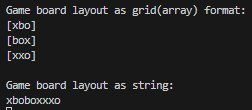 Game board layout as grid(array) format:
[xbo]
[box]
[xxo]
Game board layout as string:
xboboxxxo